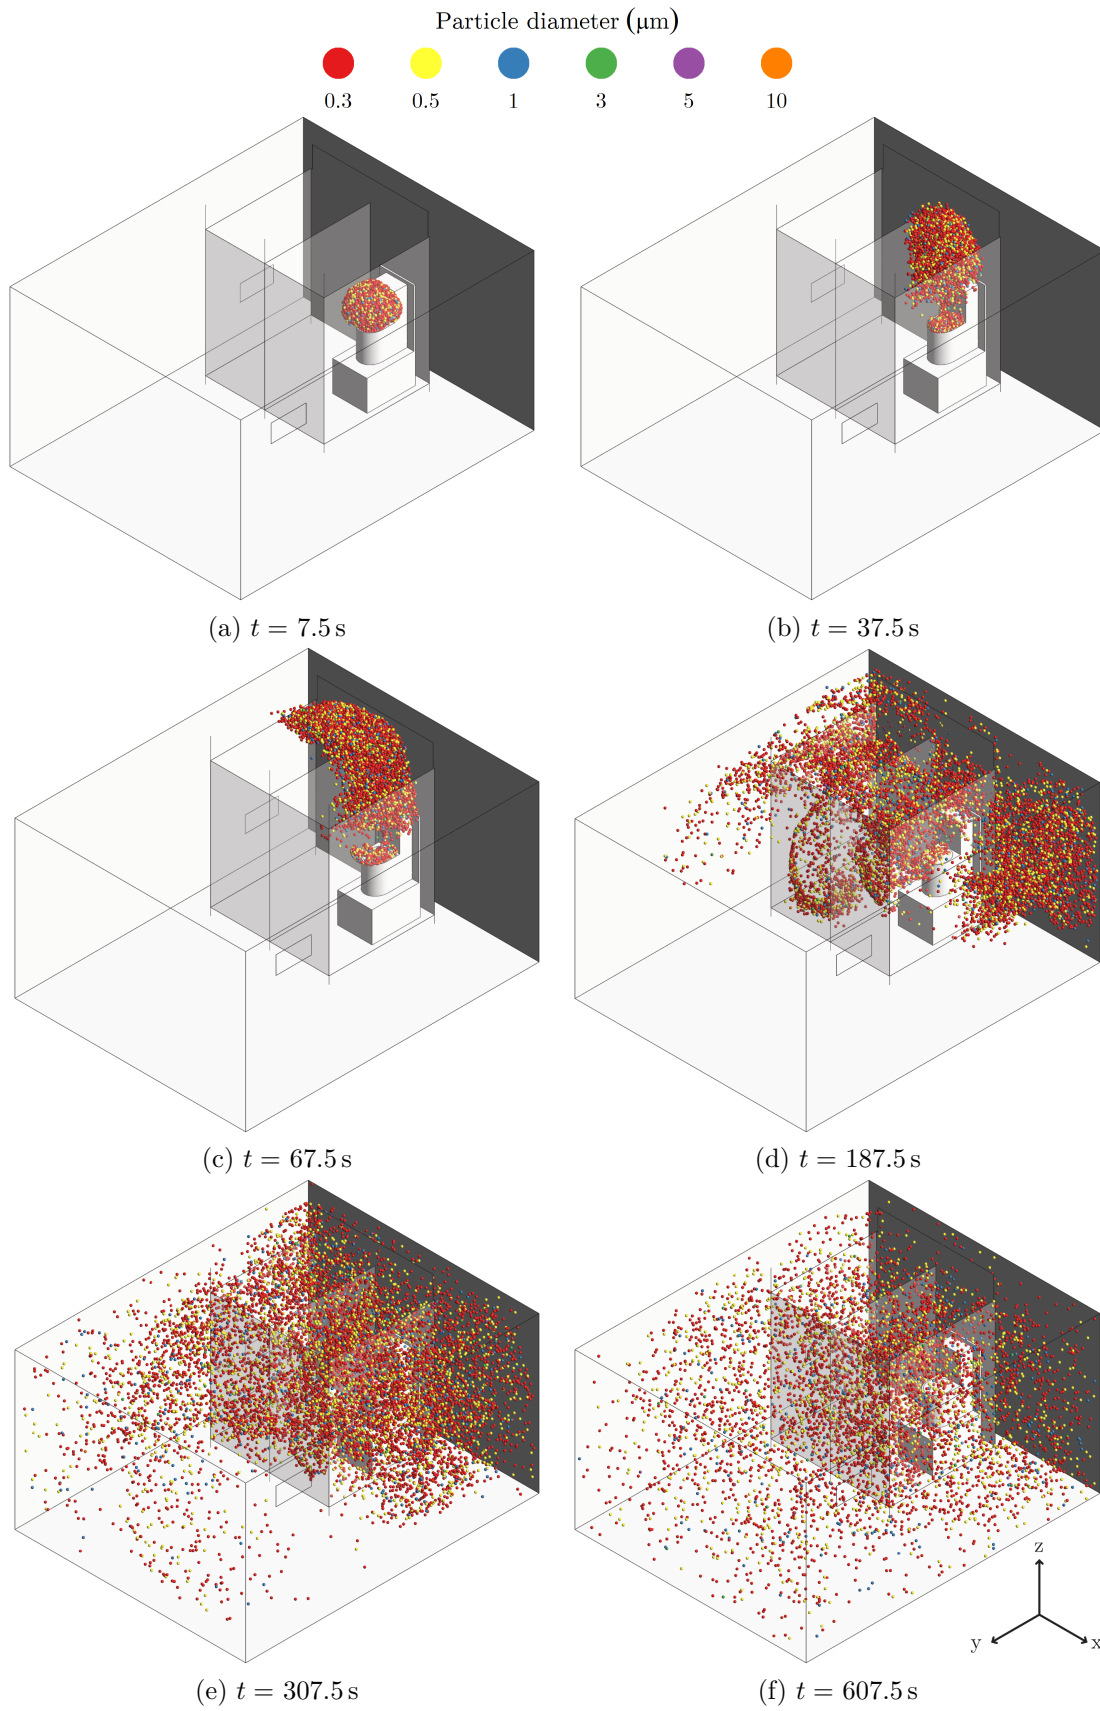 Particle diameter (μm)
0.3 0.5 1 3 5 10
(a) t = 7.5 s (b) t = 37.5 s
(c) t = 67.5 s (d) t = 187.5 s
z
y x
(e) t = 307.5 s (f) t = 607.5 s